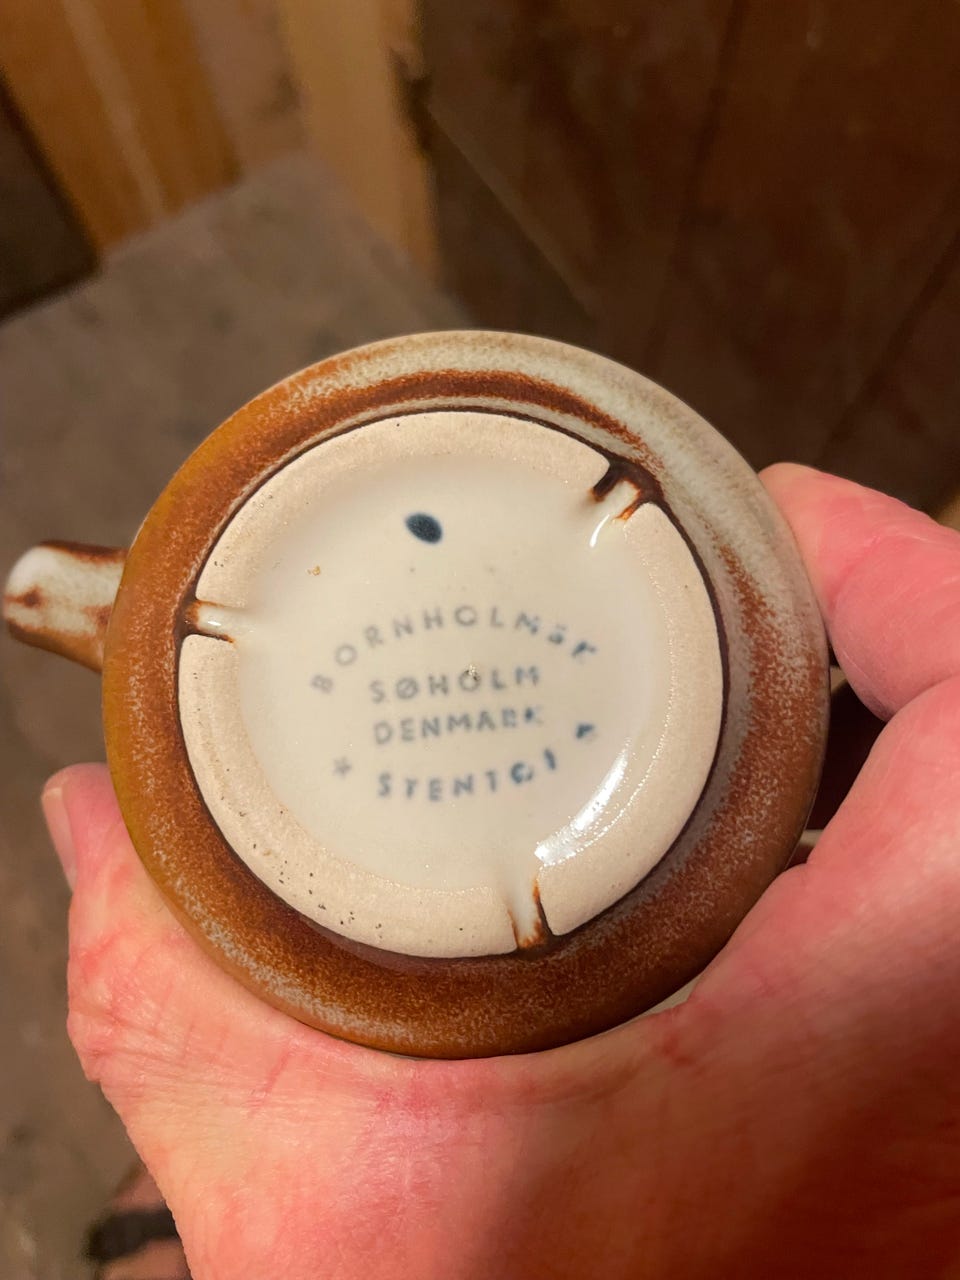 BORNHOLMSK
SØHOLM
DENMARK
* STENTØJ *